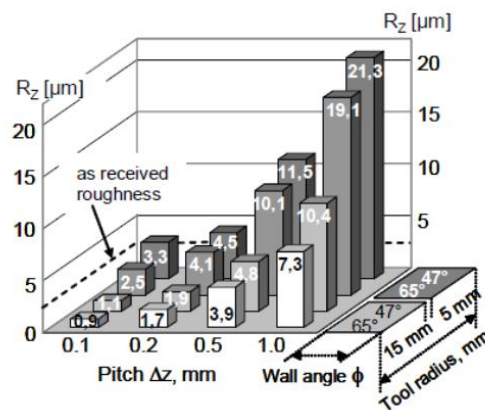 R_Z [µm]
R_Z [µm]
20
15
10
5
0
20
15
10
5
as received
roughness
21,3
19,1
11,5
10,1
10,4
4,5
4,1
4,8
7,3
3,3
2,5
1,9
3,9
1,1
1,7
0,9
0.1 0.2 0.5 1.0
Pitch Δz, mm
47°
65°
47°
65°
5 mm
15 mm
Wall angle ϕ
Tool radius, mm